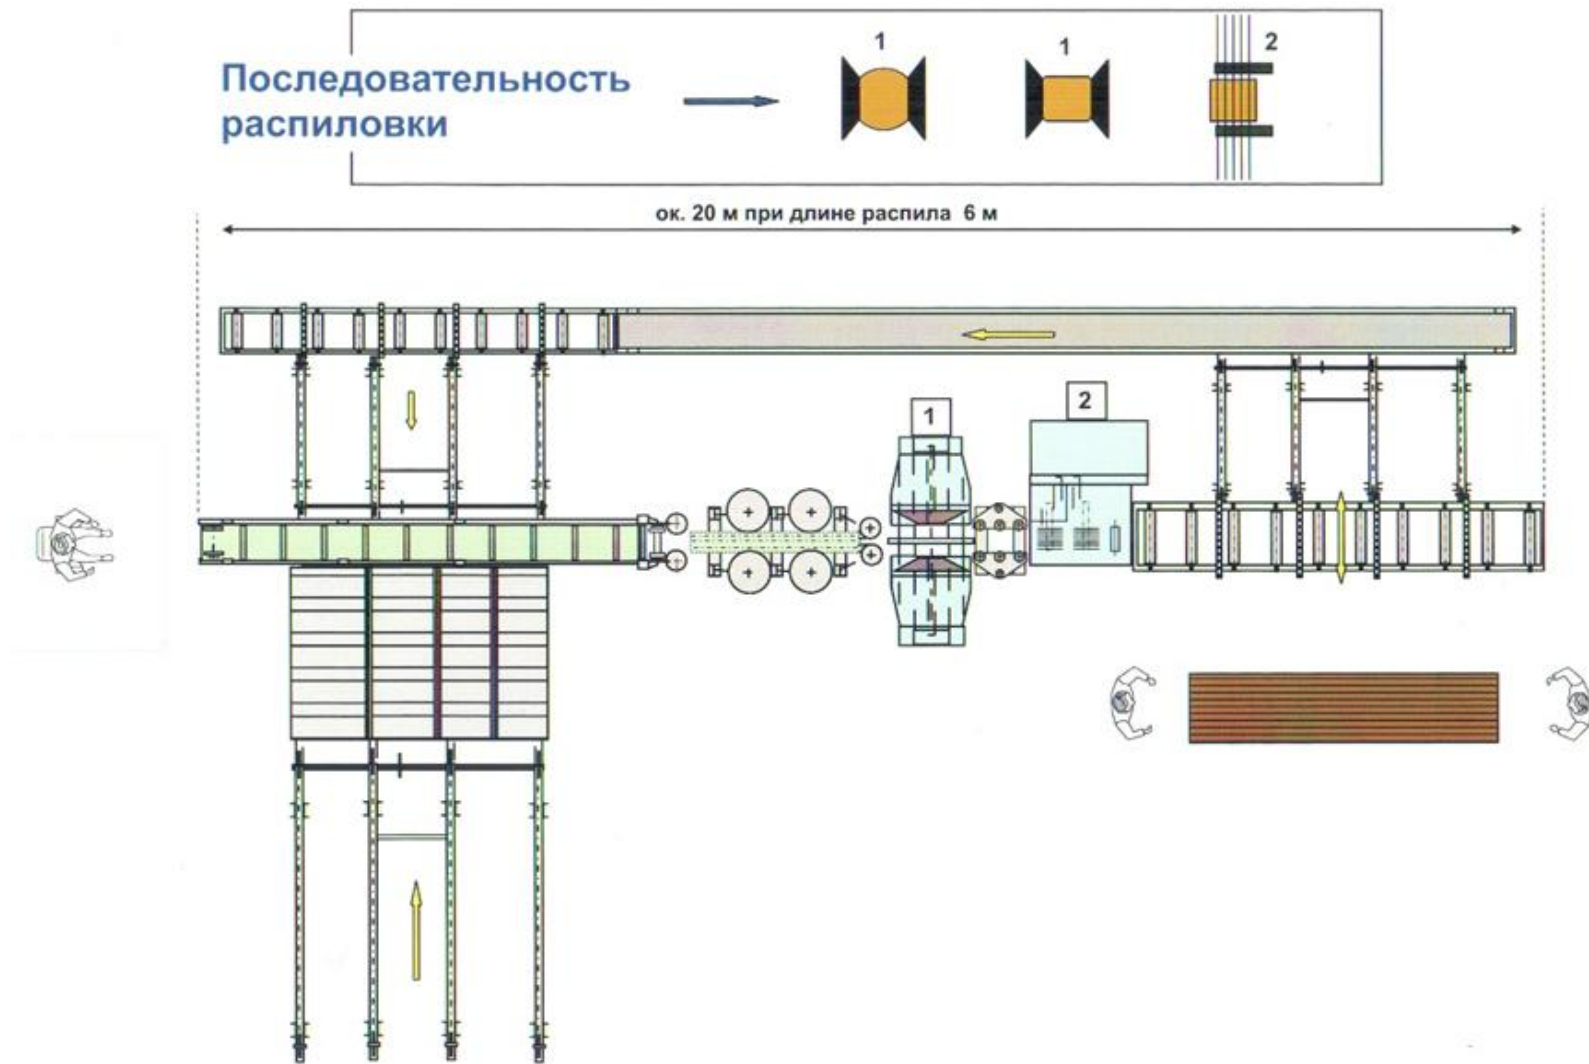 Последовательность
распиловки
1
1
2
ок. 20 м при длине распила 6 м
1
2